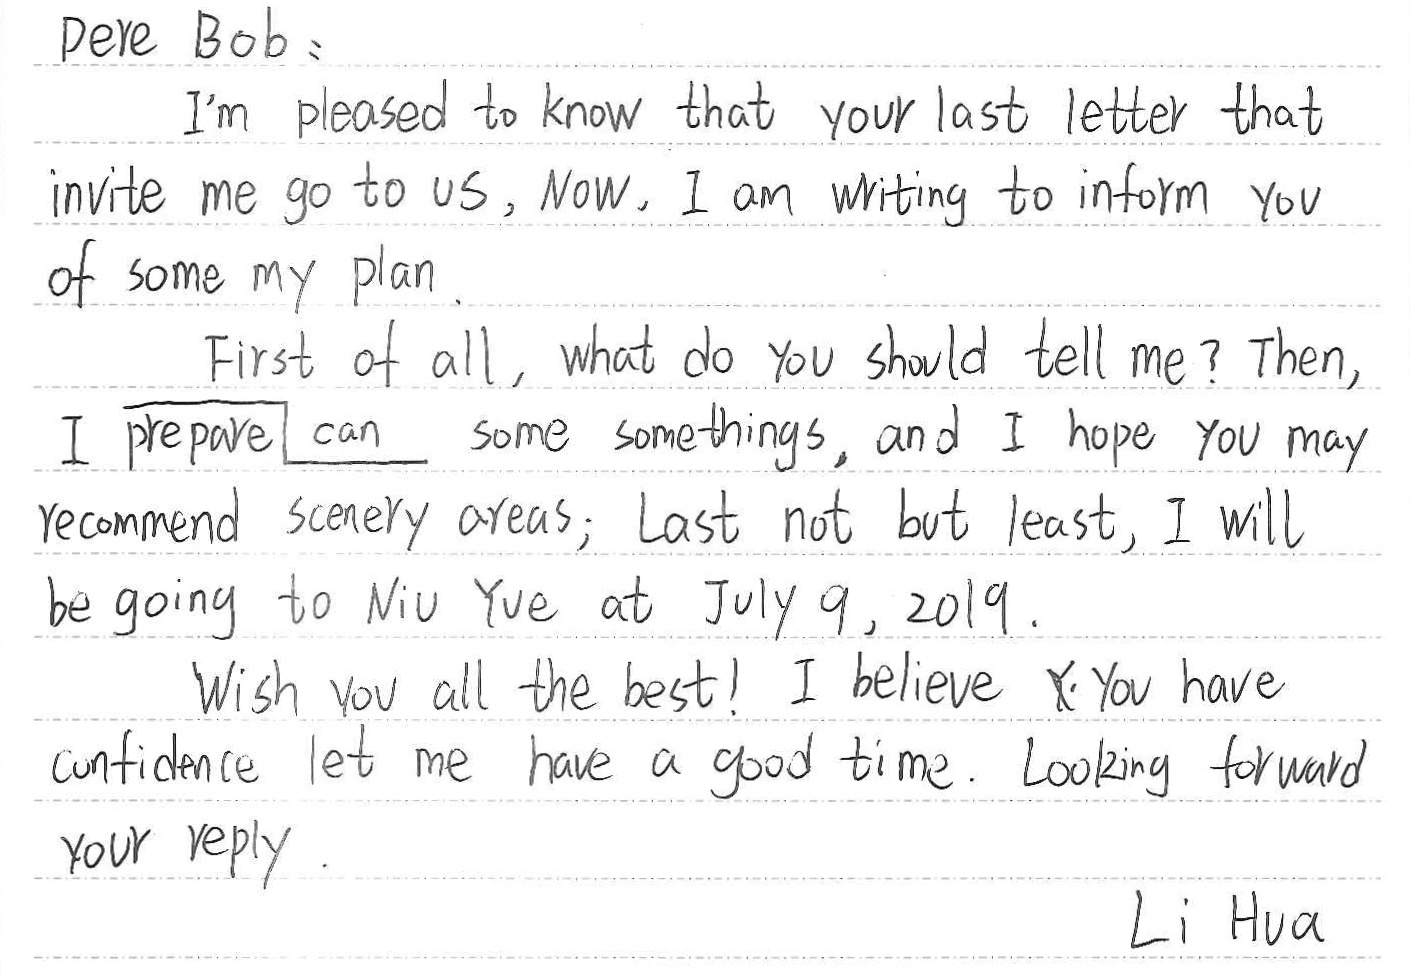 Dere Bob:
I'm pleased to know that your last letter that
invite me go to US, Now, I am writing to inform you
of some my plan.
First of all, what do you should tell me? Then,
I prepare can some somethings, and I hope you may
recommend scenery areas; Last not but least, I will
be going to Niu Yue at July 9, 2019.
Wish you all the best! I believe You have
confidence let me have a good time. Looking forward
your reply.
Li Hua